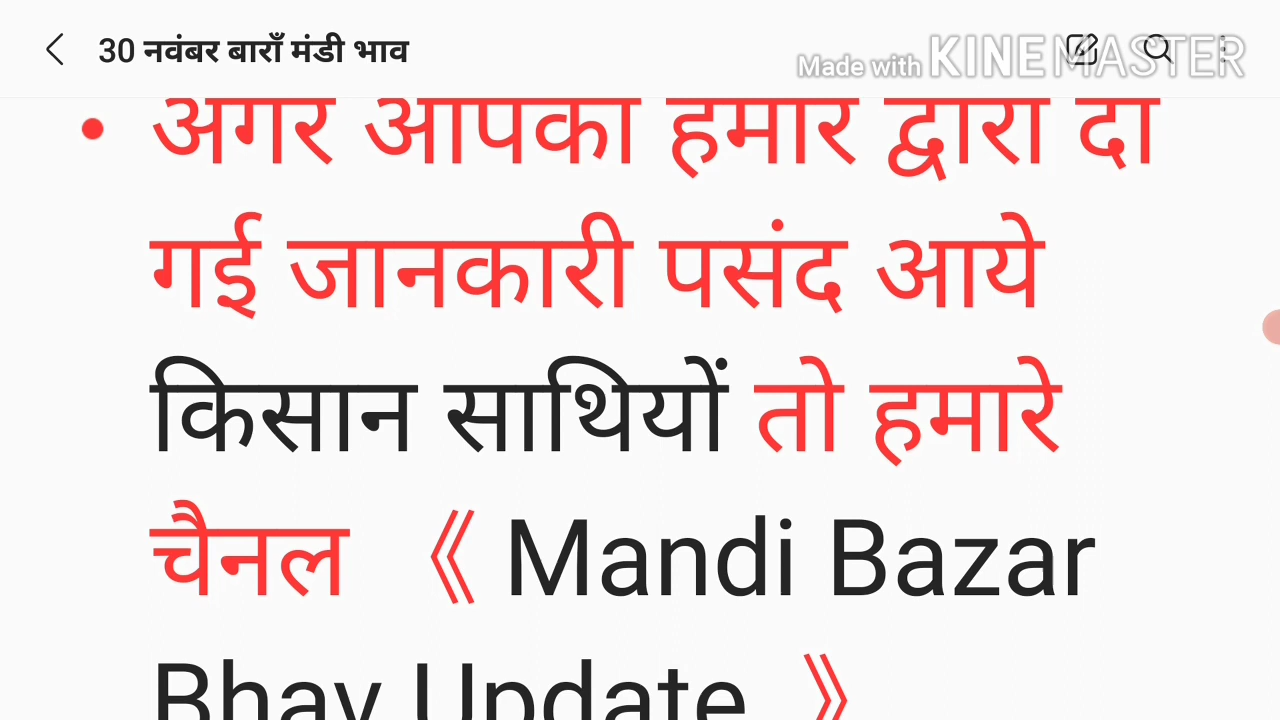 30 नवंबर बाराँ मंडी भाव
Made with KINEMASTER
• अगर आपको हमारे द्वारा दी
गई जानकारी पसंद आये
किसान साथियों तो हमारे
चैनल 《 Mandi Bazar
Bhav Update 》